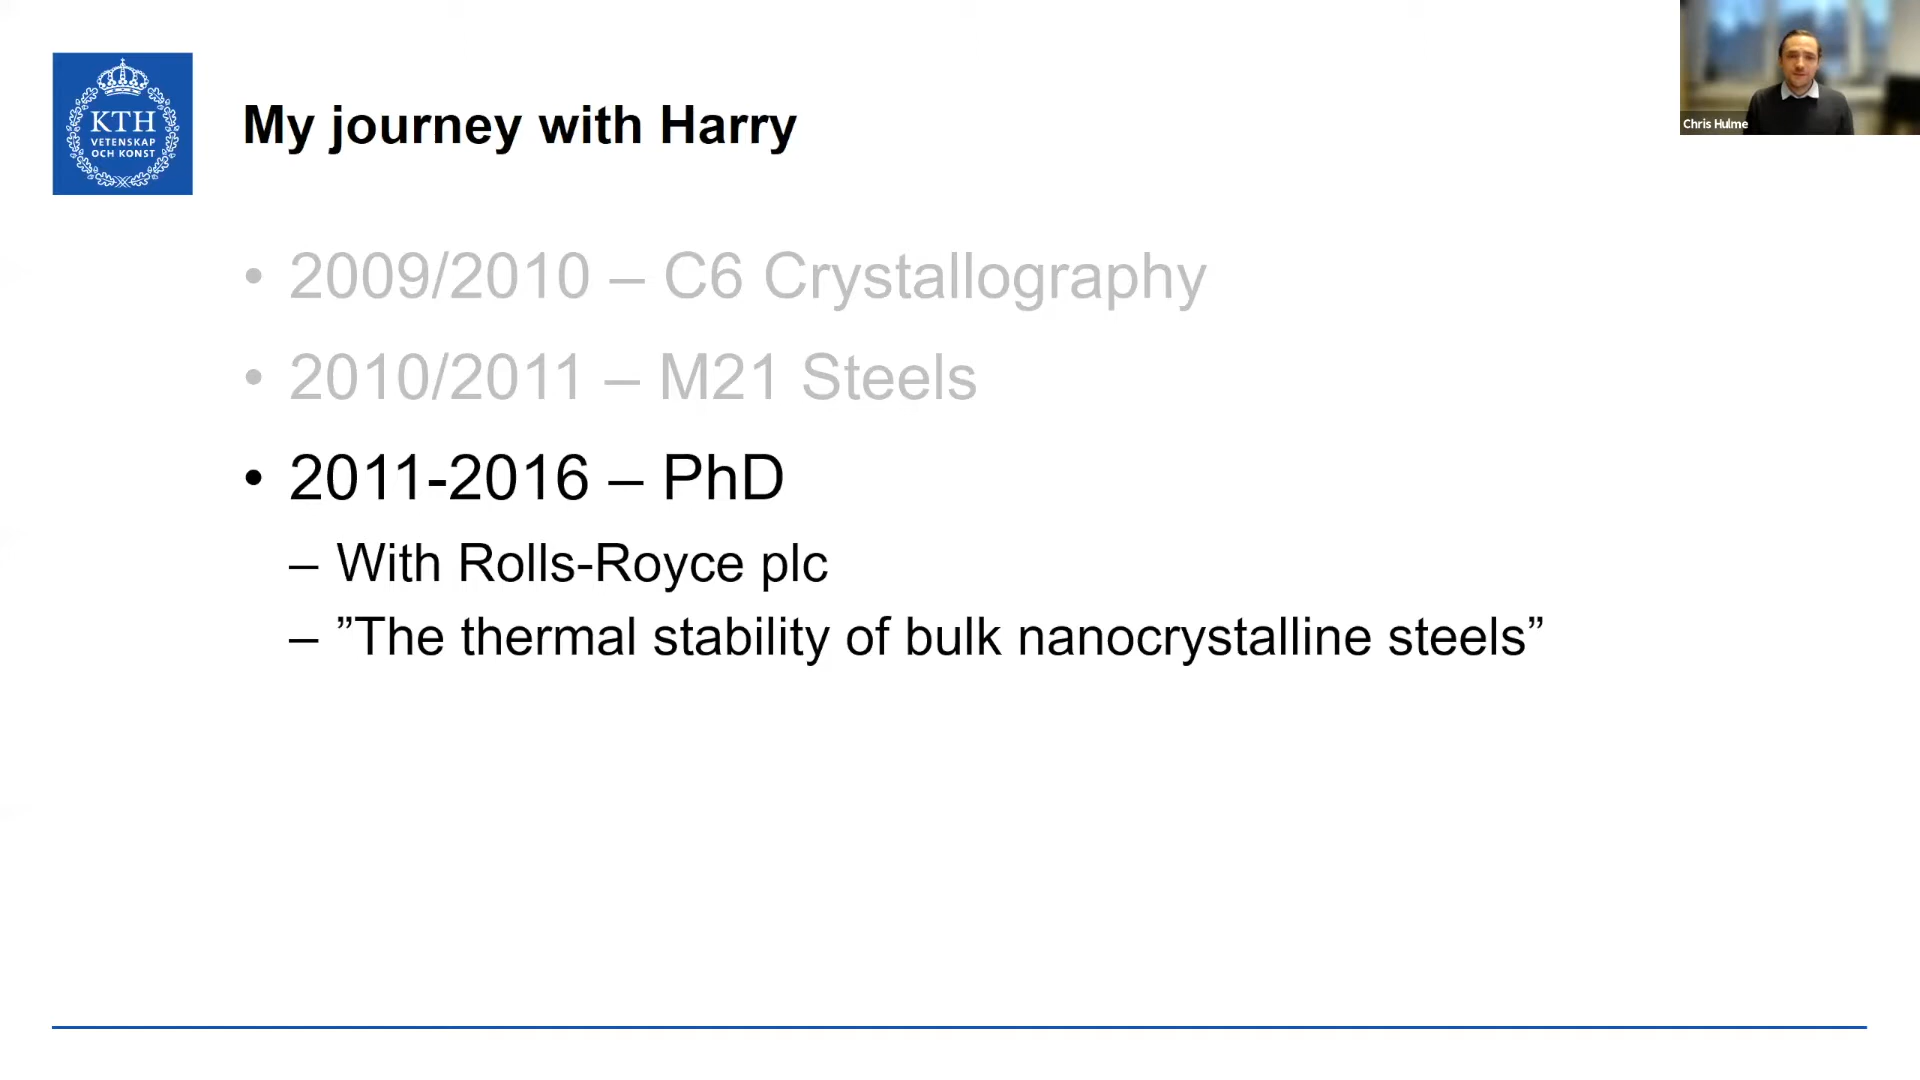 KTH
VETENSKAP
OCH KONST
My journey with Harry
Chris Hulme
• 2009/2010 – C6 Crystallography
• 2010/2011 – M21 Steels
• 2011-2016 – PhD
– With Rolls-Royce plc
– ”The thermal stability of bulk nanocrystalline steels”